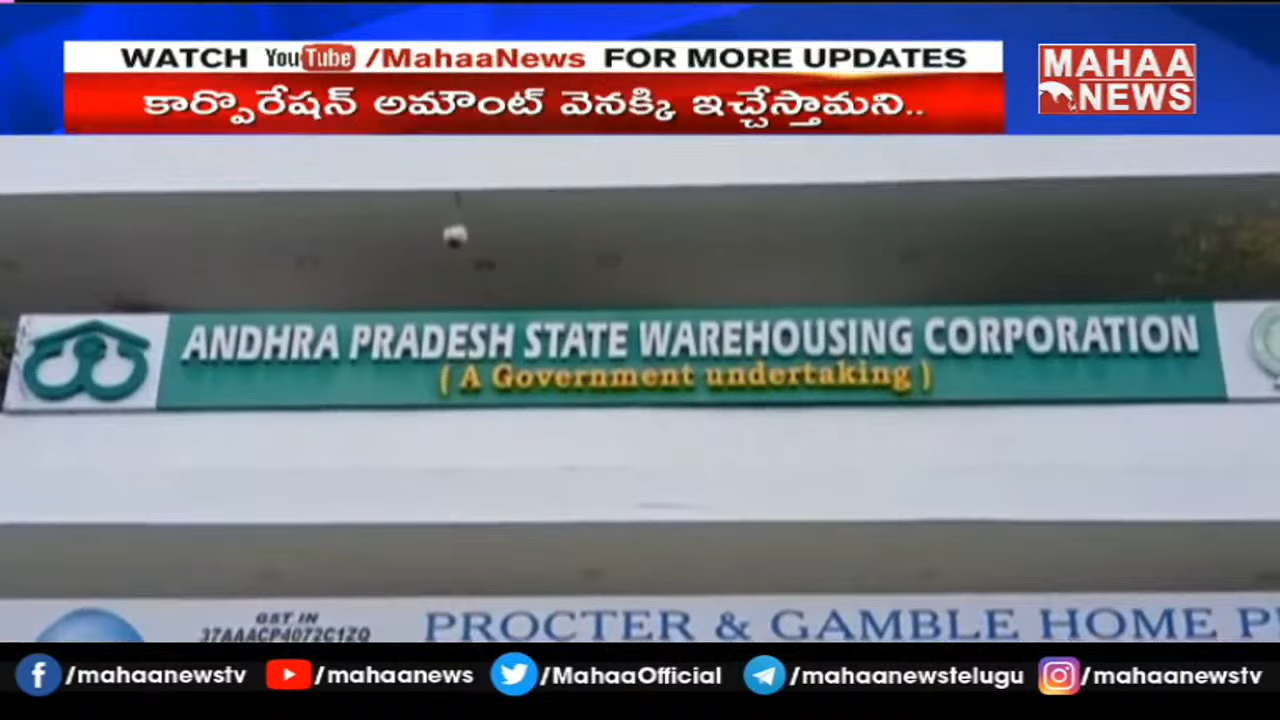 WATCH YouTube /MahaaNews FOR MORE UPDATES
కార్పొరేషన్ అమౌంట్ వెనక్కి ఇచ్చేస్తామని..
MAHAA
NEWS
ANDHRA PRADESH STATE WAREHOUSING CORPORATION
( A Government undertaking )
GST IN
37AAACP4072C1ZQ
PROCTER & GAMBLE HOME P
/mahaanewstv /mahaanews /MahaaOfficial /mahaanewstelugu /mahaanewstv